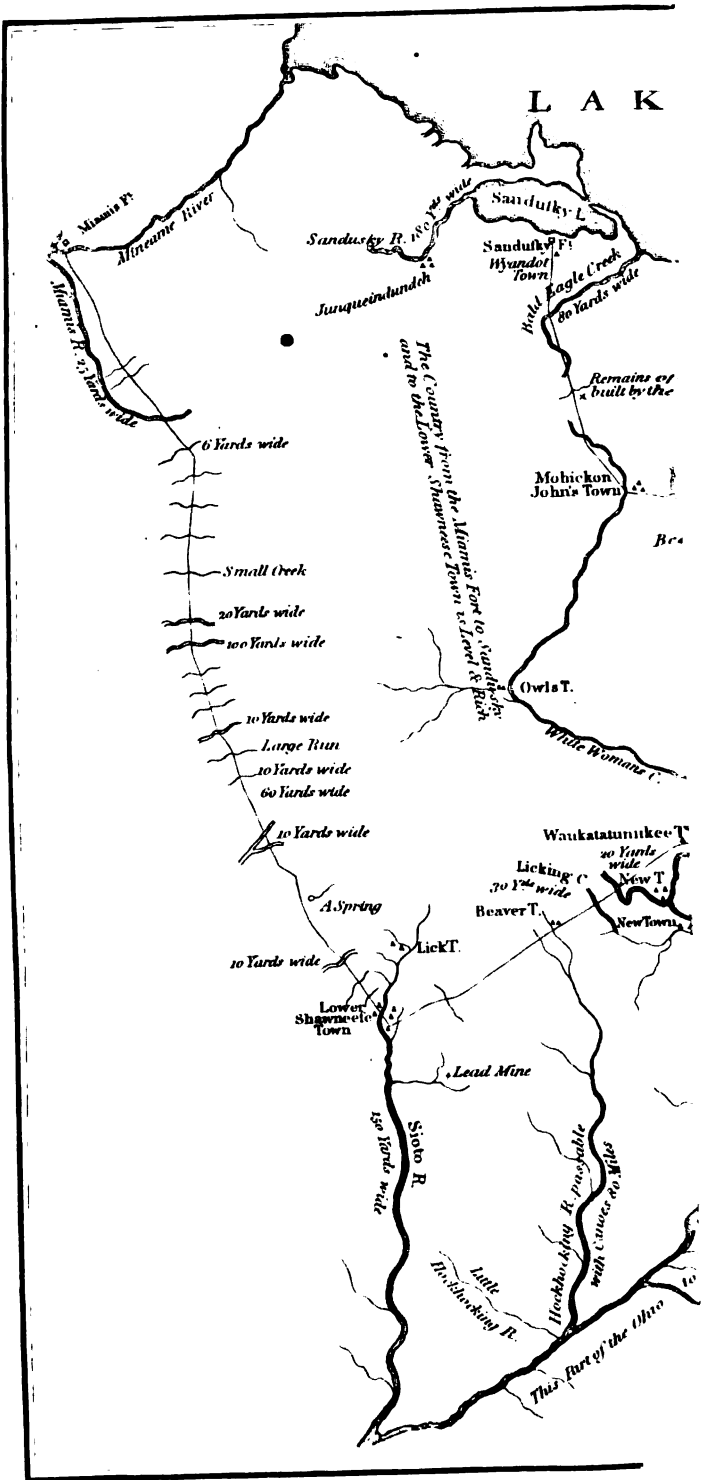 LAK
Miamis Ft
Mineame River
Sandusky R. 180 Yds wide
Sandusky L
Sandusky Ft
Wyandot
Town
Junqueindundeh
Bald Eagle Creek
80 Yards wide
Miamis R. 25 Yards wide
The Country from the Miamis Fort to Sandusky
and to the Lower Shawneese Town is Level & Rich
Remains of
built by the
6 Yards wide
Mohickon
John's Town
Small Creek
20 Yards wide
100 Yards wide
Owls T.
10 Yards wide
Large Run
10 Yards wide
60 Yards wide
White Womans C.
10 Yards wide
Waukatatunukee T
20 Yards
wide
Licking C
30 Yds wide
New T
A Spring
Beaver T.
New Town
Lick T.
10 Yards wide
Lower
Shawneese
Town
Lead Mine
Sioto R.
150 Yards wide
Hockhocking R. passable
with Canoes 80 Miles
Little
Hockhocking R.
This Part of the Ohio
to